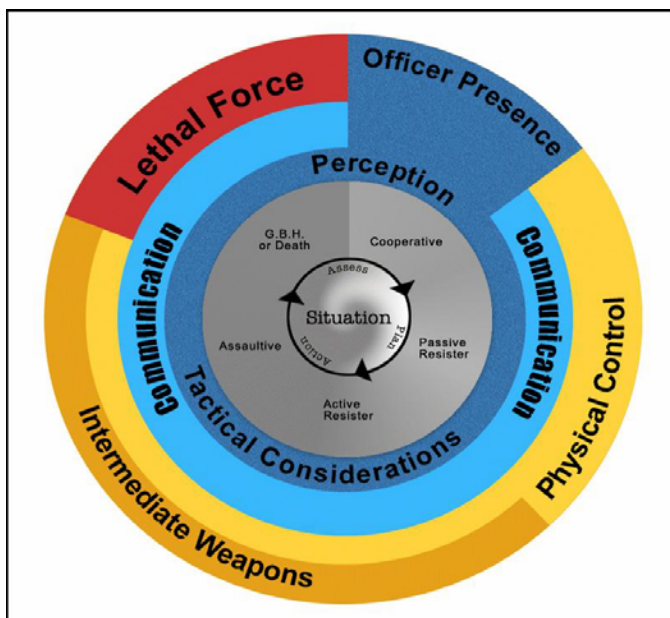 Lethal Force
Officer Presence
Perception
G.B.H.
or Death
Cooperative
Communication
Communication
Assess
Situation
Plan
Action
Assaultive
Passive
Resister
Active
Resister
Tactical Considerations
Physical Control
Intermediate Weapons